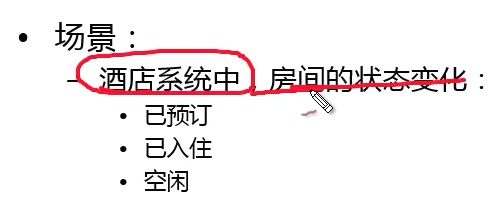 • 场景：
– 酒店系统中，房间的状态变化：
• 已预订
• 已入住
• 空闲